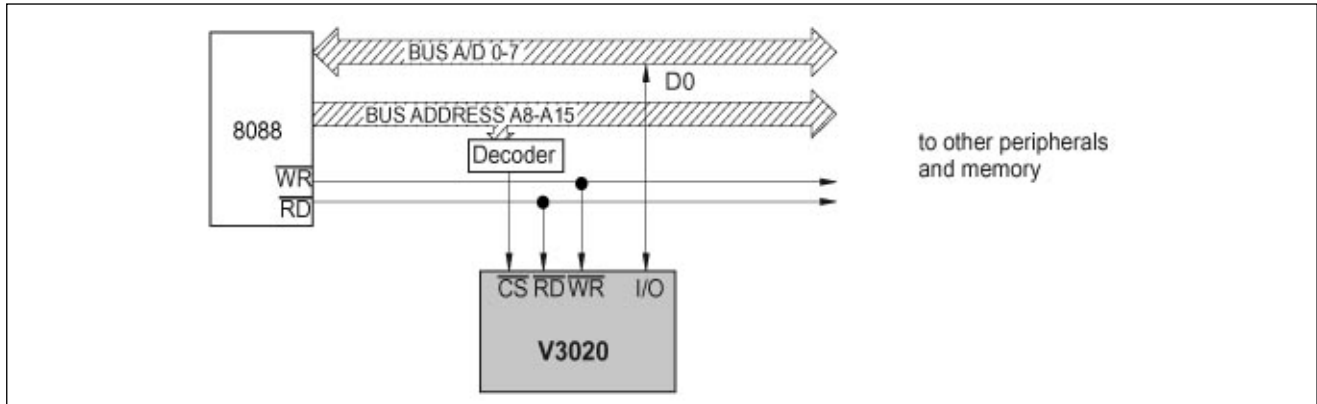 BUS A/D 0-7
D0
BUS ADDRESS A8-A15
8088
Decoder
to other peripherals
and memory
WR
RD
CS RD WR I/O
V3020